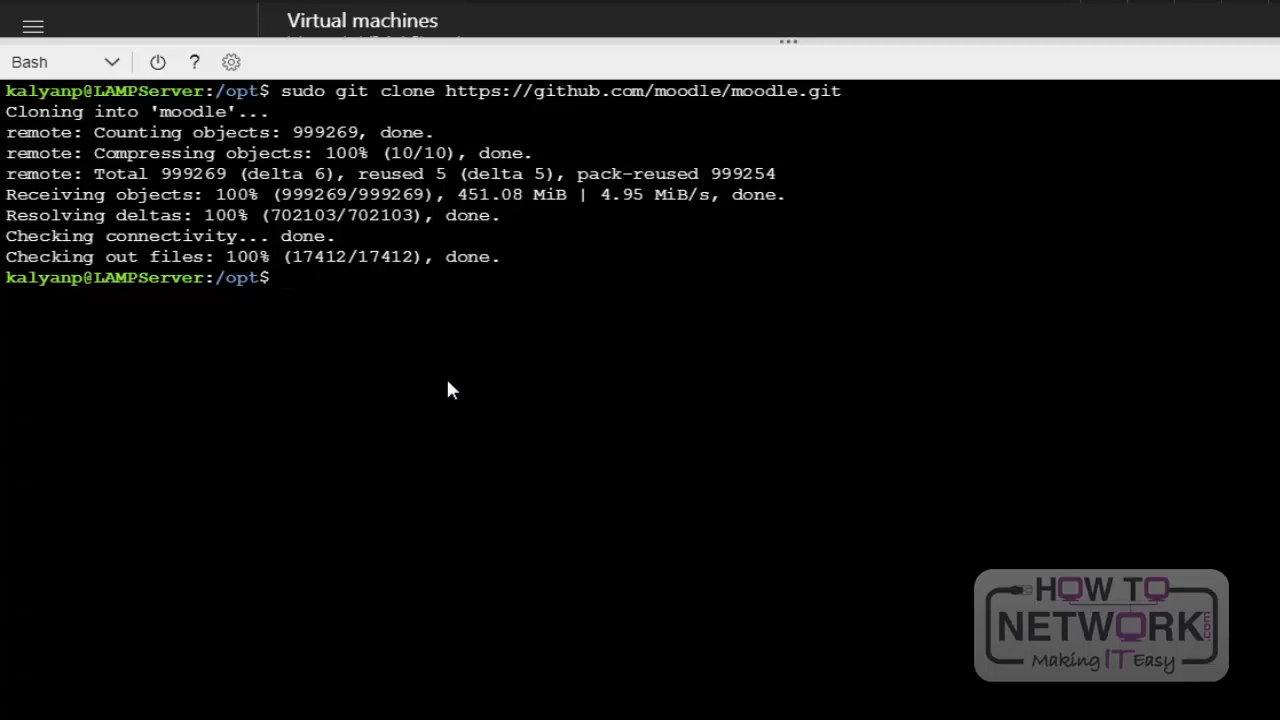 Virtual machines
Bash
?
kalyanp@LAMPServer:/opt$ sudo git clone https://github.com/moodle/moodle.git
Cloning into 'moodle'...
remote: Counting objects: 999269, done.
remote: Compressing objects: 100% (10/10), done.
remote: Total 999269 (delta 6), reused 5 (delta 5), pack-reused 999254
Receiving objects: 100% (999269/999269), 451.08 MiB | 4.95 MiB/s, done.
Resolving deltas: 100% (702103/702103), done.
Checking connectivity... done.
Checking out files: 100% (17412/17412), done.
kalyanp@LAMPServer:/opt$
HOW TO
NETWORK.com
Making IT Easy